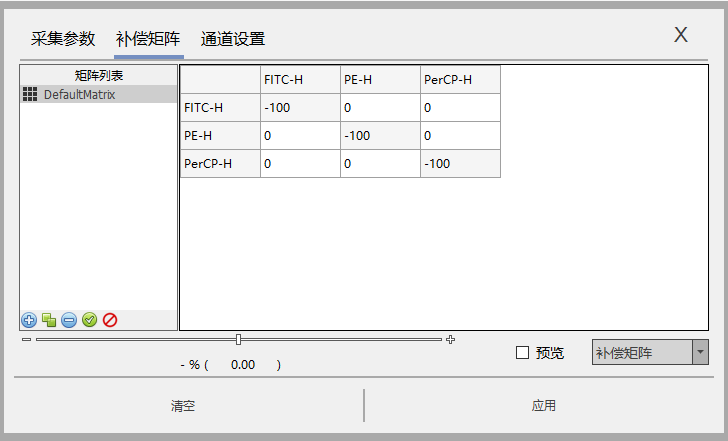 采集参数 补偿矩阵 通道设置 X
矩阵列表
DefaultMatrix
FITC-H PE-H PerCP-H
FITC-H -100 0 0
PE-H 0 -100 0
PerCP-H 0 0 -100
- % ( 0.00 )
预览 补偿矩阵
清空 应用